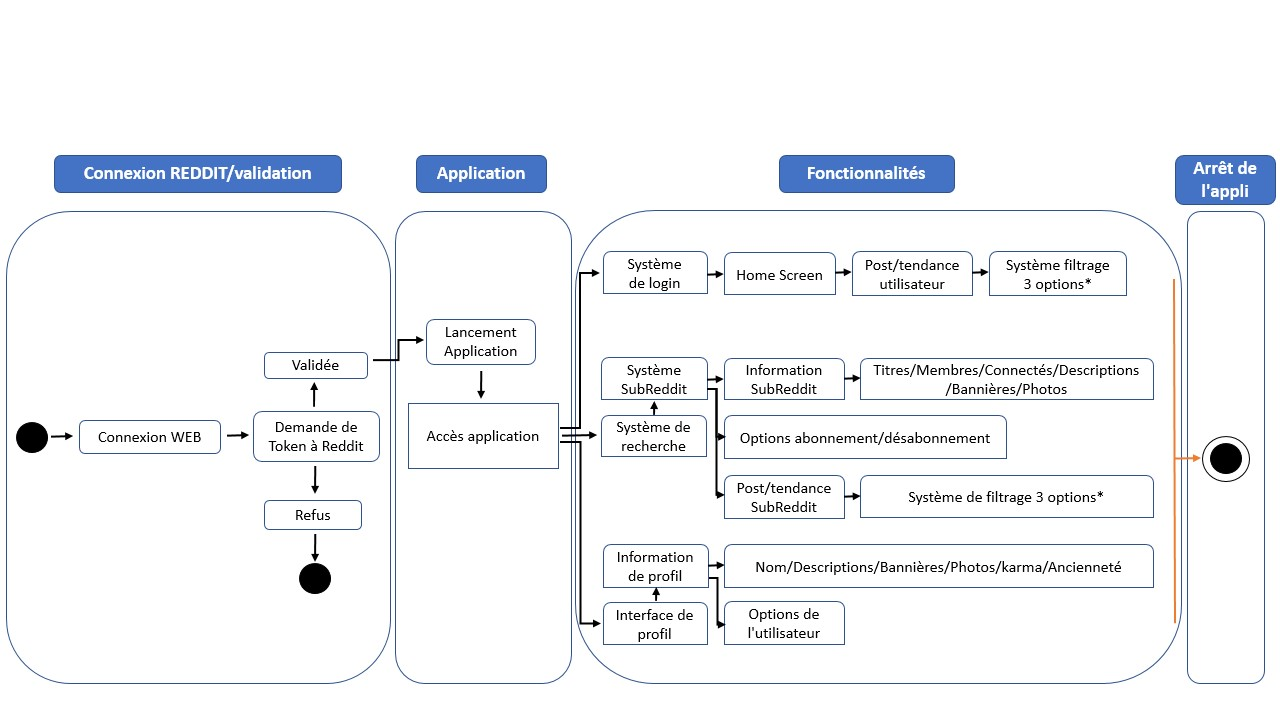 Connexion REDDIT/validation
Application
Fonctionnalités
Arrêt de
l'appli
Validée
Connexion WEB
Demande de
Token à Reddit
Refus
Lancement
Application
Accès application
Système
de login
Home Screen
Post/tendance
utilisateur
Système filtrage
3 options*
Système
SubReddit
Information
SubReddit
Titres/Membres/Connectés/Descriptions
/Bannières/Photos
Système de
recherche
Options abonnement/désabonnement
Post/tendance
SubReddit
Système de filtrage 3 options*
Information
de profil
Nom/Descriptions/Bannières/Photos/karma/Ancienneté
Interface de
profil
Options de
l'utilisateur